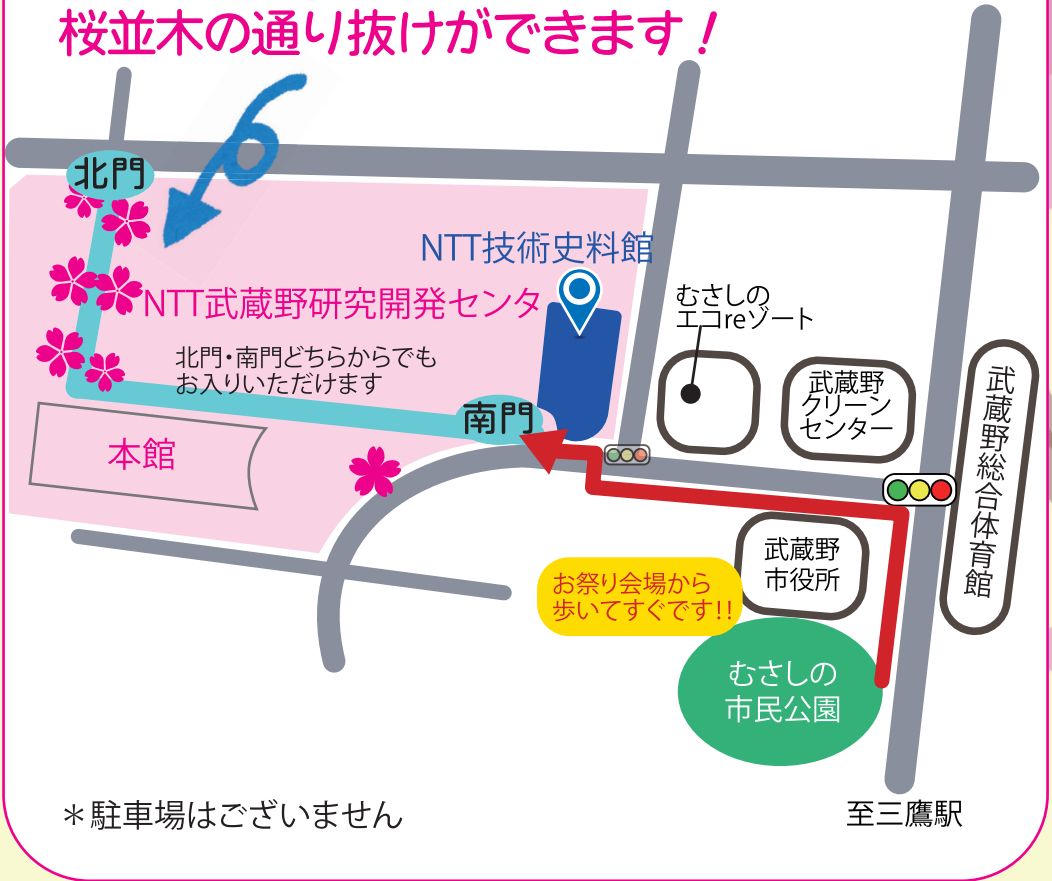 桜並木の通り抜けができます！
北門
NTT技術史料館
NTT武蔵野研究開発センタ
むさしの
エコreゾート
北門・南門どちらからでも
お入りいただけます
武蔵野
クリーン
センター
武蔵野総合体育館
南門
本館
武蔵野
市役所
お祭り会場から
歩いてすぐです!!
むさしの
市民公園
＊駐車場はございません
至三鷹駅